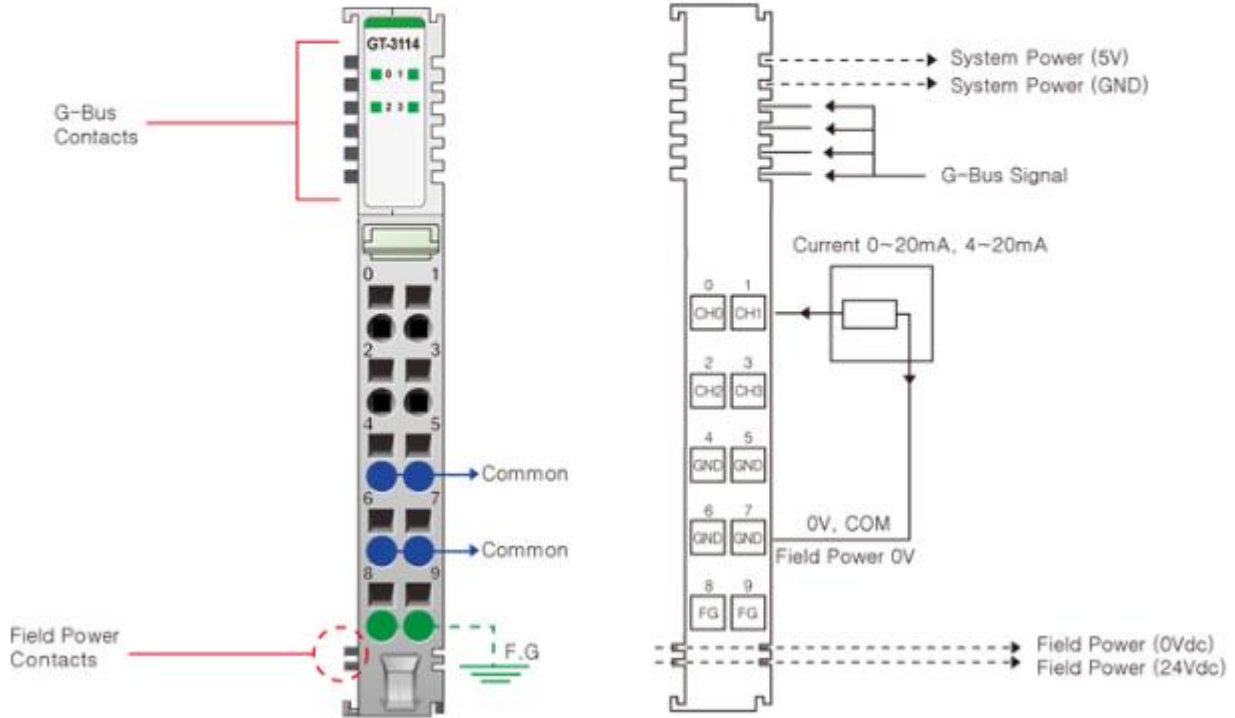 GT-3114
0 1
2 3
G-Bus
Contacts
0 1
2 3
4 5
Common
6 7
Common
8 9
Field Power
Contacts
F.G
System Power (5V)
System Power (GND)
G-Bus Signal
Current 0~20mA, 4~20mA
0 1
CH0 CH1
2 3
CH2 CH3
4 5
GND GND
6 7
GND GND
0V, COM
Field Power 0V
8 9
FG FG
Field Power (0Vdc)
Field Power (24Vdc)